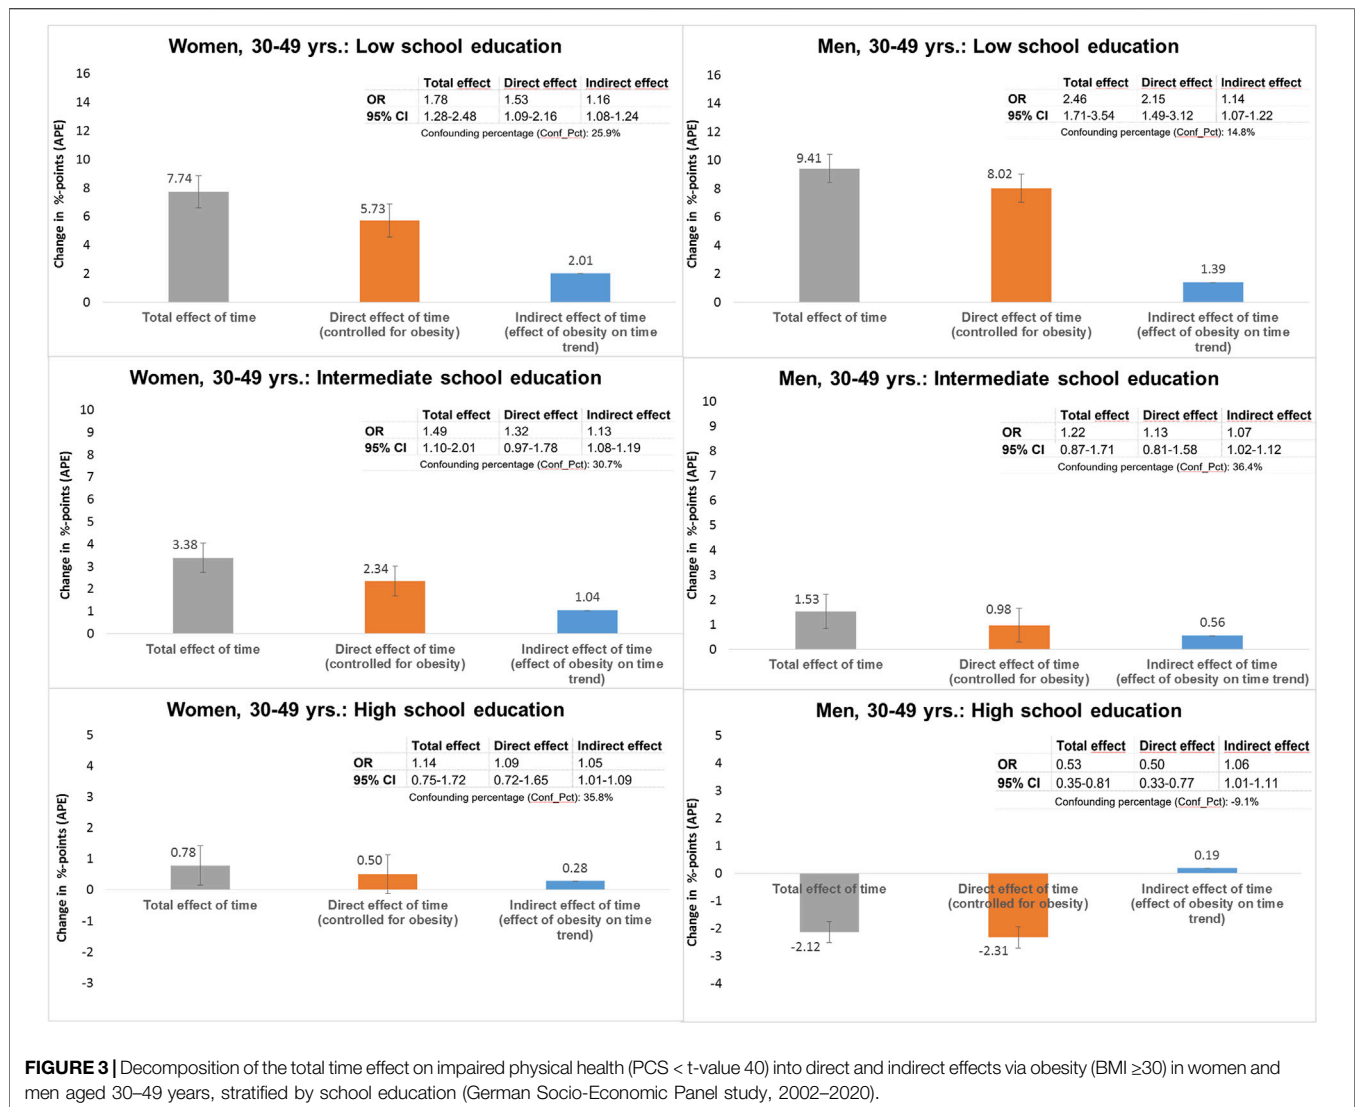 Women, 30-49 yrs.: Low school education
Total effect Direct effect Indirect effect
OR 1.78 1.53 1.16
95% CI 1.28-2.48 1.09-2.16 1.08-1.24
Confounding percentage (Conf_Pct): 25.9%
Change in %-points (APE)
16
14
12
10
8
6
4
2
0
7.74
5.73
2.01
Total effect of time
Direct effect of time
(controlled for obesity)
Indirect effect of time
(effect of obesity on time
trend)
Men, 30-49 yrs.: Low school education
Total effect Direct effect Indirect effect
OR 2.46 2.15 1.14
95% CI 1.71-3.54 1.49-3.12 1.07-1.22
Confounding percentage (Conf_Pct): 14.8%
Change in %-points (APE)
16
14
12
10
8
6
4
2
0
9.41
8.02
1.39
Total effect of time
Direct effect of time
(controlled for obesity)
Indirect effect of time
(effect of obesity on time
trend)
Women, 30-49 yrs.: Intermediate school education
Total effect Direct effect Indirect effect
OR 1.49 1.32 1.13
95% CI 1.10-2.01 0.97-1.78 1.08-1.19
Confounding percentage (Conf_Pct): 30.7%
Change in %-points (APE)
10
9
8
7
6
5
4
3
2
1
0
3.38
2.34
1.04
Total effect of time
Direct effect of time
(controlled for obesity)
Indirect effect of time
(effect of obesity on time
trend)
Men, 30-49 yrs.: Intermediate school education
Total effect Direct effect Indirect effect
OR 1.22 1.13 1.07
95% CI 0.87-1.71 0.81-1.58 1.02-1.12
Confounding percentage (Conf_Pct): 36.4%
Change in %-points (APE)
10
9
8
7
6
5
4
3
2
1
0
1.53
0.98
0.56
Total effect of time
Direct effect of time
(controlled for obesity)
Indirect effect of time
(effect of obesity on time trend)
Women, 30-49 yrs.: High school education
Total effect Direct effect Indirect effect
OR 1.14 1.09 1.05
95% CI 0.75-1.72 0.72-1.65 1.01-1.09
Confounding percentage (Conf_Pct): 35.8%
Change in %-points (APE)
5
4
3
2
1
0
-1
-2
-3
0.78
0.50
0.28
Total effect of time
Direct effect of time
(controlled for obesity)
Indirect effect of time
(effect of obesity on time
trend)
Men, 30-49 yrs.: High school education
Total effect Direct effect Indirect effect
OR 0.53 0.50 1.06
95% CI 0.35-0.81 0.33-0.77 1.01-1.11
Confounding percentage (Conf_Pct): -9.1%
Change in %-points (APE)
5
4
3
2
1
0
-1
-2
-3
-4
0.19
Total effect of time
Direct effect of time
(controlled for obesity)
Indirect effect of time
(effect of obesity on time
trend)
-2.12
-2.31
FIGURE 3 | Decomposition of the total time effect on impaired physical health (PCS < t-value 40) into direct and indirect effects via obesity (BMI ≥30) in women and
men aged 30–49 years, stratified by school education (German Socio-Economic Panel study, 2002–2020).